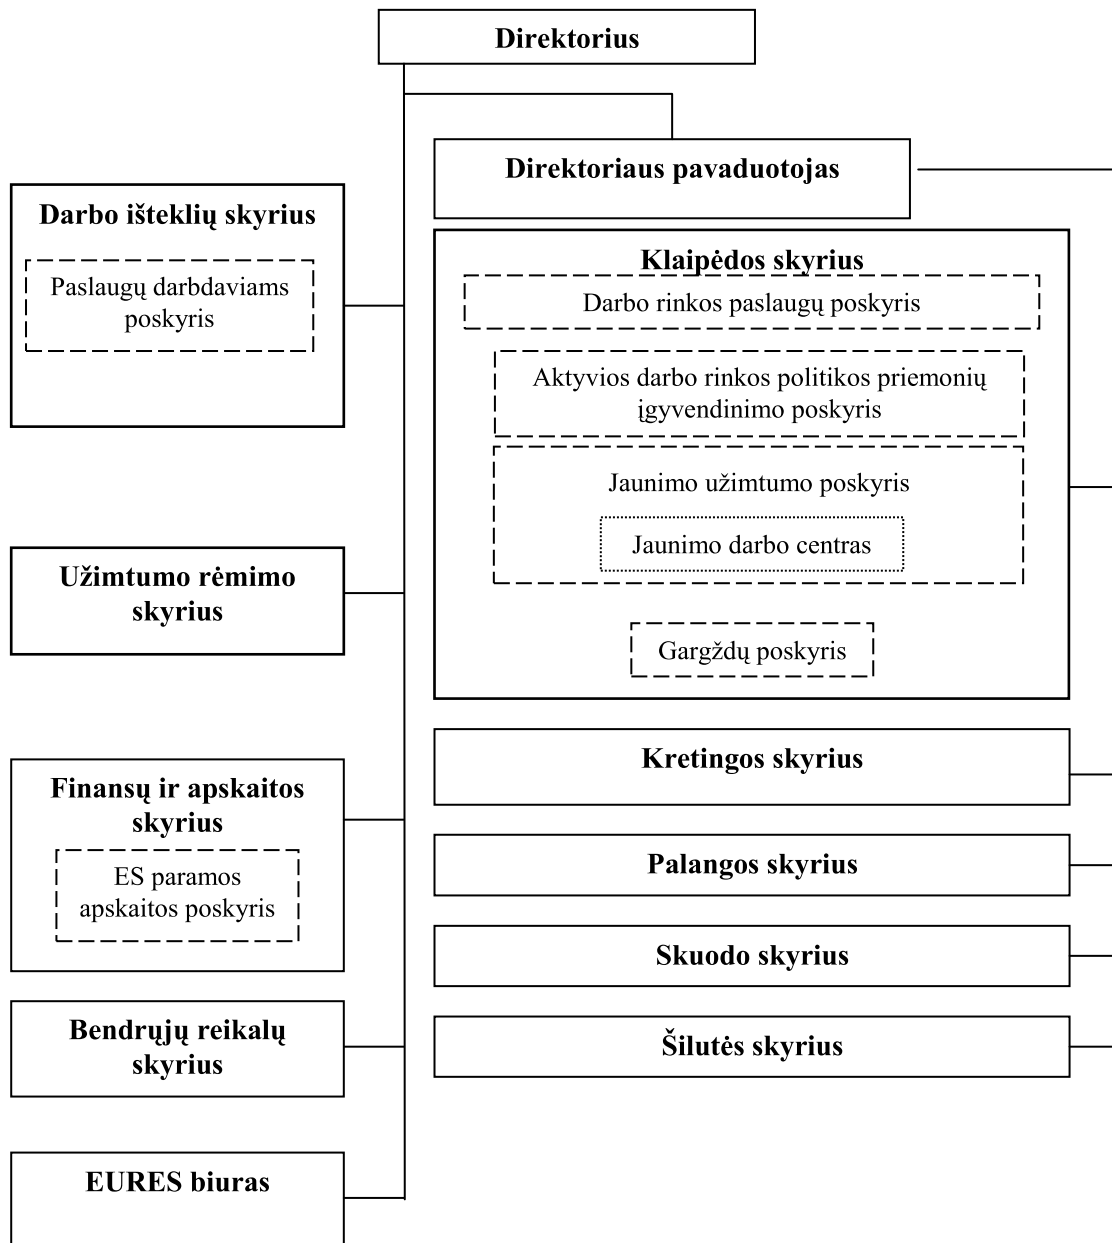 Direktorius
Direktoriaus pavaduotojas
Darbo išteklių skyrius
Paslaugų darbdaviams
poskyris
Užimtumo rėmimo
skyrius
Finansų ir apskaitos
skyrius
ES paramos
apskaitos poskyris
Bendrųjų reikalų
skyrius
EURES biuras
Klaipėdos skyrius
Darbo rinkos paslaugų poskyris
Aktyvios darbo rinkos politikos priemonių
įgyvendinimo poskyris
Jaunimo užimtumo poskyris
Jaunimo darbo centras
Gargždų poskyris
Kretingos skyrius
Palangos skyrius
Skuodo skyrius
Šilutės skyrius